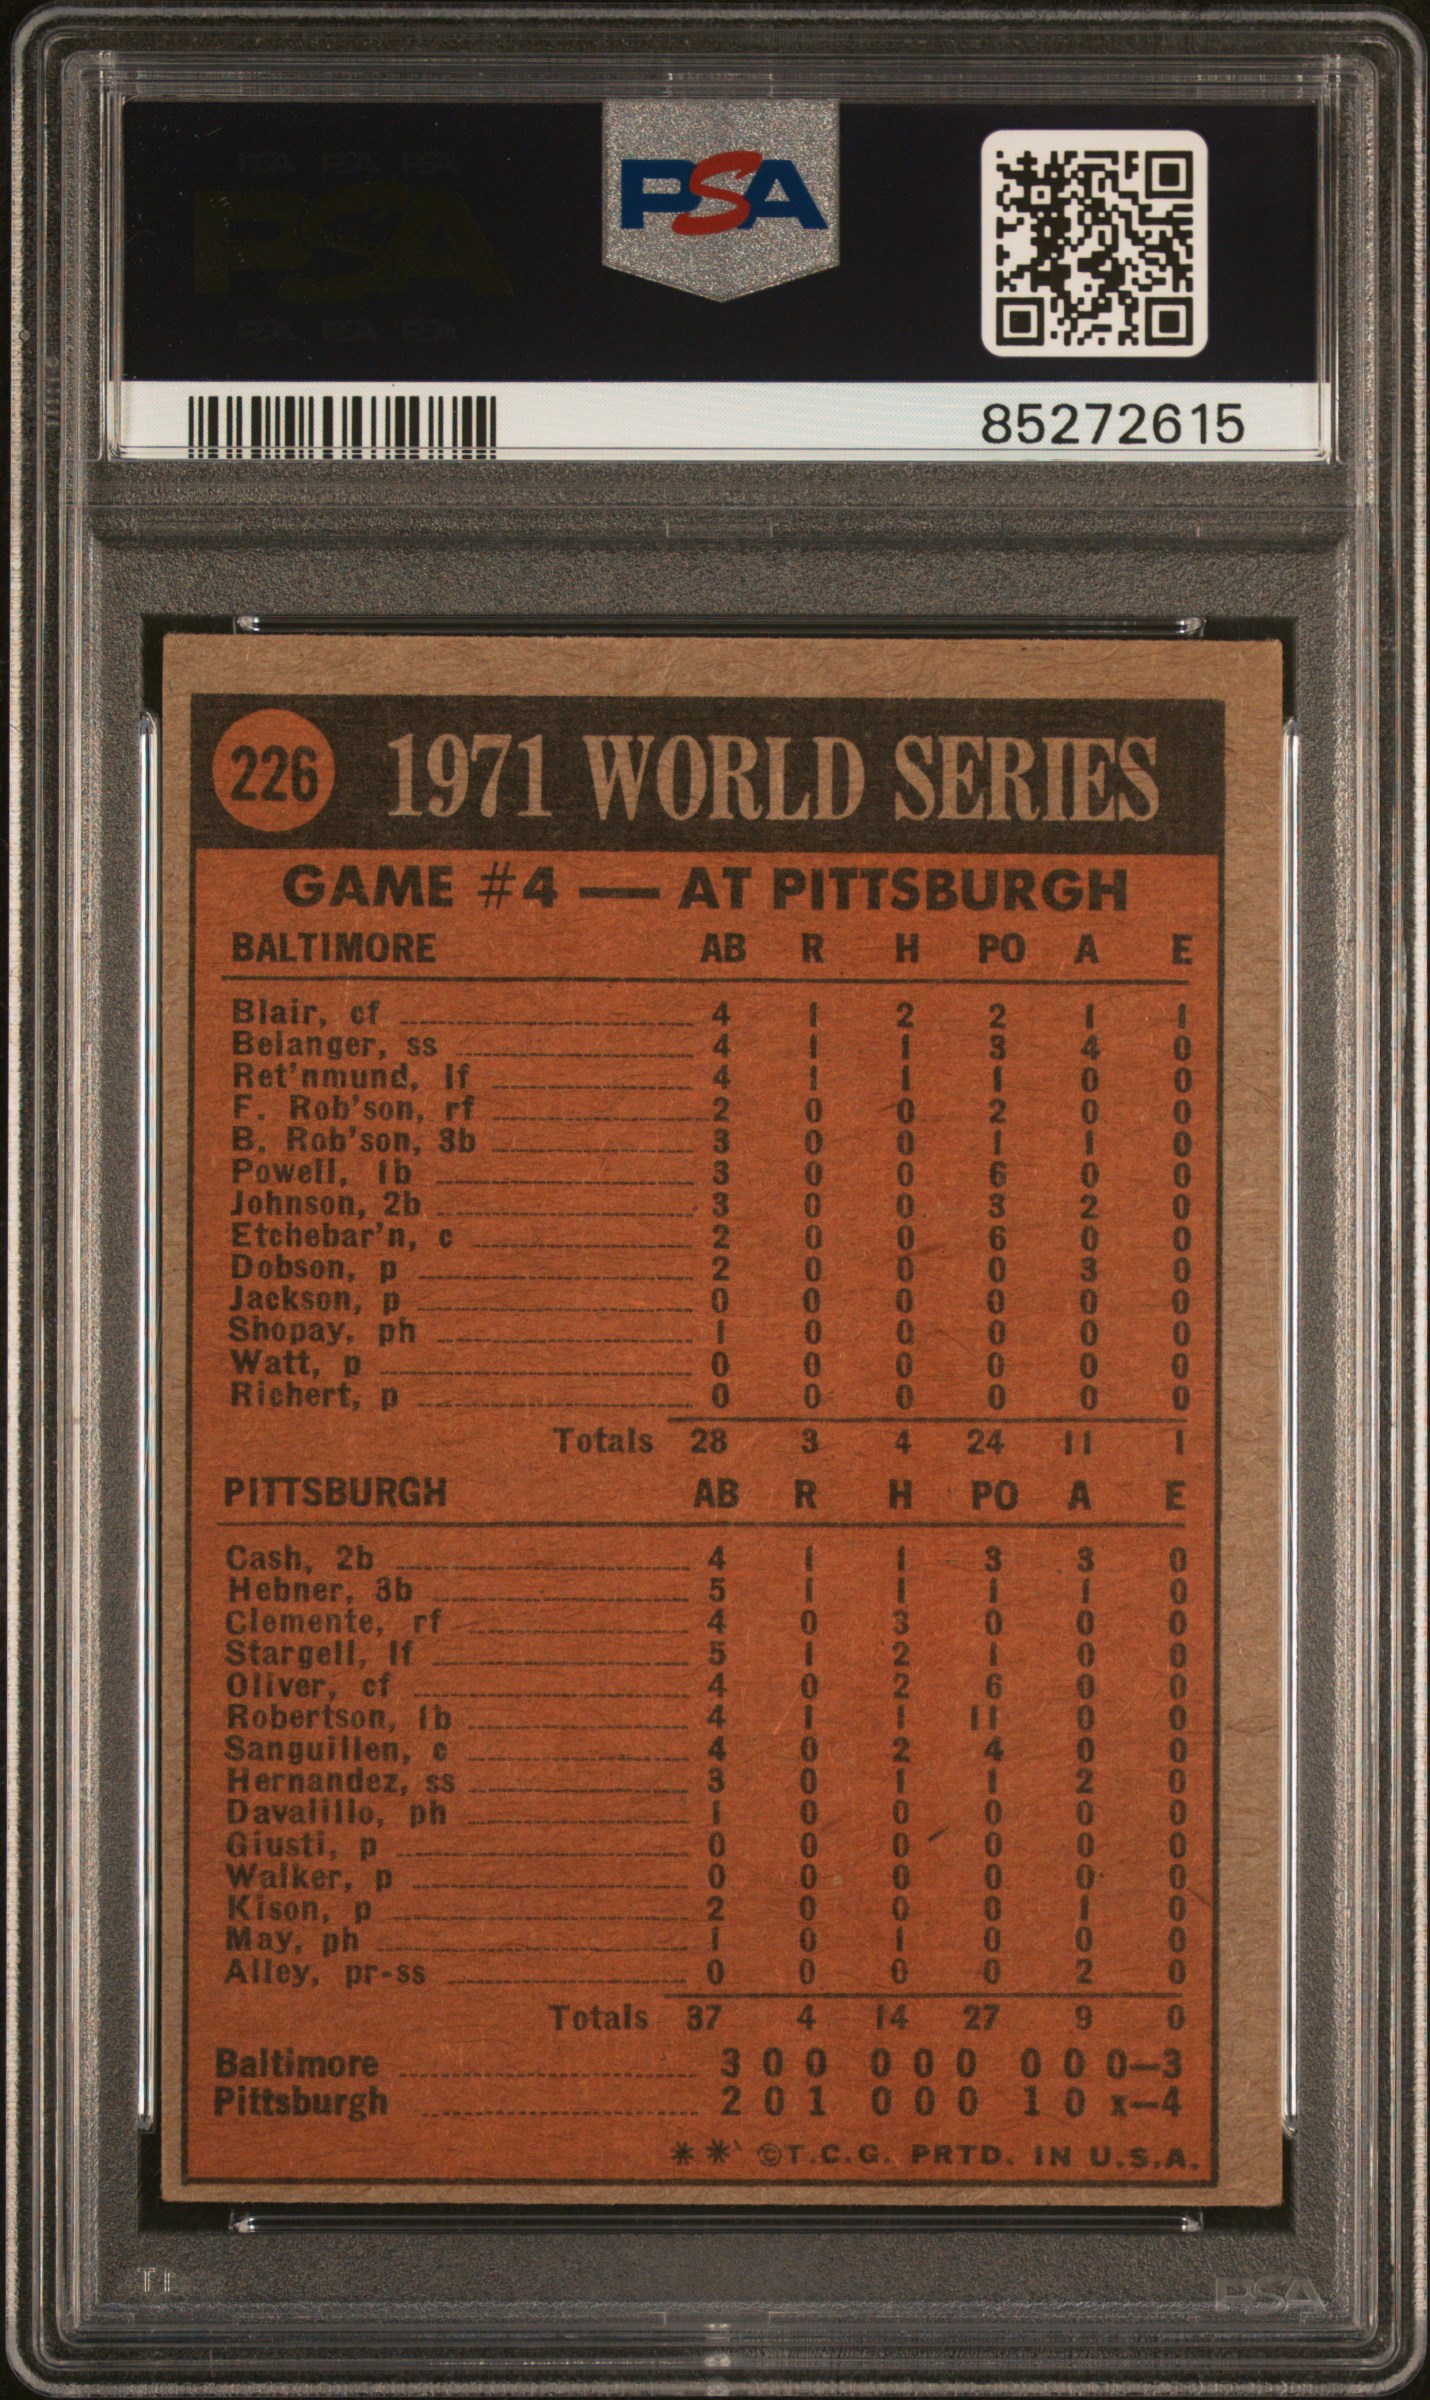 PSA PSA PSA
PSA
PSA PSA PSA
PSA
85272615
226
1971 WORLD SERIES
GAME #4 — AT PITTSBURGH
BALTIMORE AB R H PO A E
Blair, cf 4 1 2 2 1 1
Belanger, ss 4 1 1 3 4 0
Ret'nmund, lf 4 1 1 1 0 0
F. Rob'son, rf 2 0 0 2 0 0
B. Rob'son, 3b 3 0 0 1 1 0
Powell, 1b 3 0 0 6 0 0
Johnson, 2b 3 0 0 3 2 0
Etchebar'n, c 2 0 0 6 0 0
Dobson, p 2 0 0 0 3 0
Jackson, p 0 0 0 0 0 0
Shopay, ph 1 0 0 0 0 0
Watt, p 0 0 0 0 0 0
Richert, p 0 0 0 0 0 0
Totals 28 3 4 24 11 1
PITTSBURGH AB R H PO A E
Cash, 2b 4 1 1 3 3 0
Hebner, 3b 5 1 1 1 1 0
Clemente, rf 4 0 3 0 0 0
Stargell, lf 5 1 2 1 0 0
Oliver, cf 4 0 2 6 0 0
Robertson, 1b 4 1 1 11 0 0
Sanguillen, c 4 0 2 4 0 0
Hernandez, ss 3 0 1 1 2 0
Davalillo, ph 1 0 0 0 0 0
Giusti, p 0 0 0 0 0 0
Walker, p 0 0 0 0 0 0
Kison, p 2 0 0 0 1 0
May, ph 1 0 1 0 0 0
Alley, pr-ss 0 0 0 0 2 0
Totals 37 4 14 27 9 0
Baltimore 3 0 0 0 0 0 0 0 0—3
Pittsburgh 2 0 1 0 0 0 1 0 x—4
** ©T.C.G. PRTD. IN U.S.A.
PSA